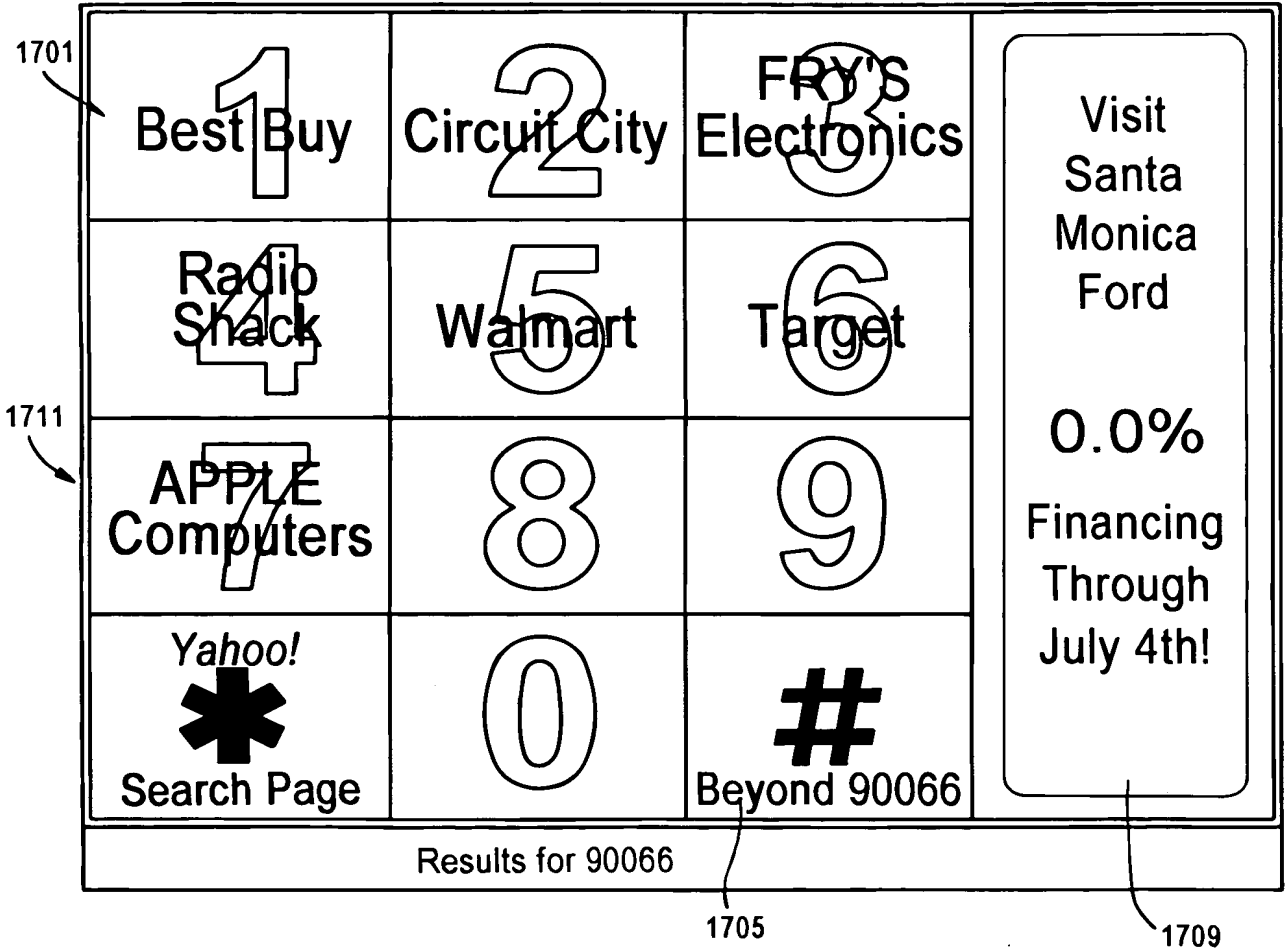 1701
1
Best Buy
2
Circuit City
3
FRY'S
Electronics
4
Radio
Shack
5
Walmart
6
Target
1711
7
APPLE
Computers
8
9
Yahoo!
*
Search Page
0
#
Beyond 90066
Visit
Santa
Monica
Ford
0.0%
Financing
Through
July 4th!
Results for 90066
1705
1709